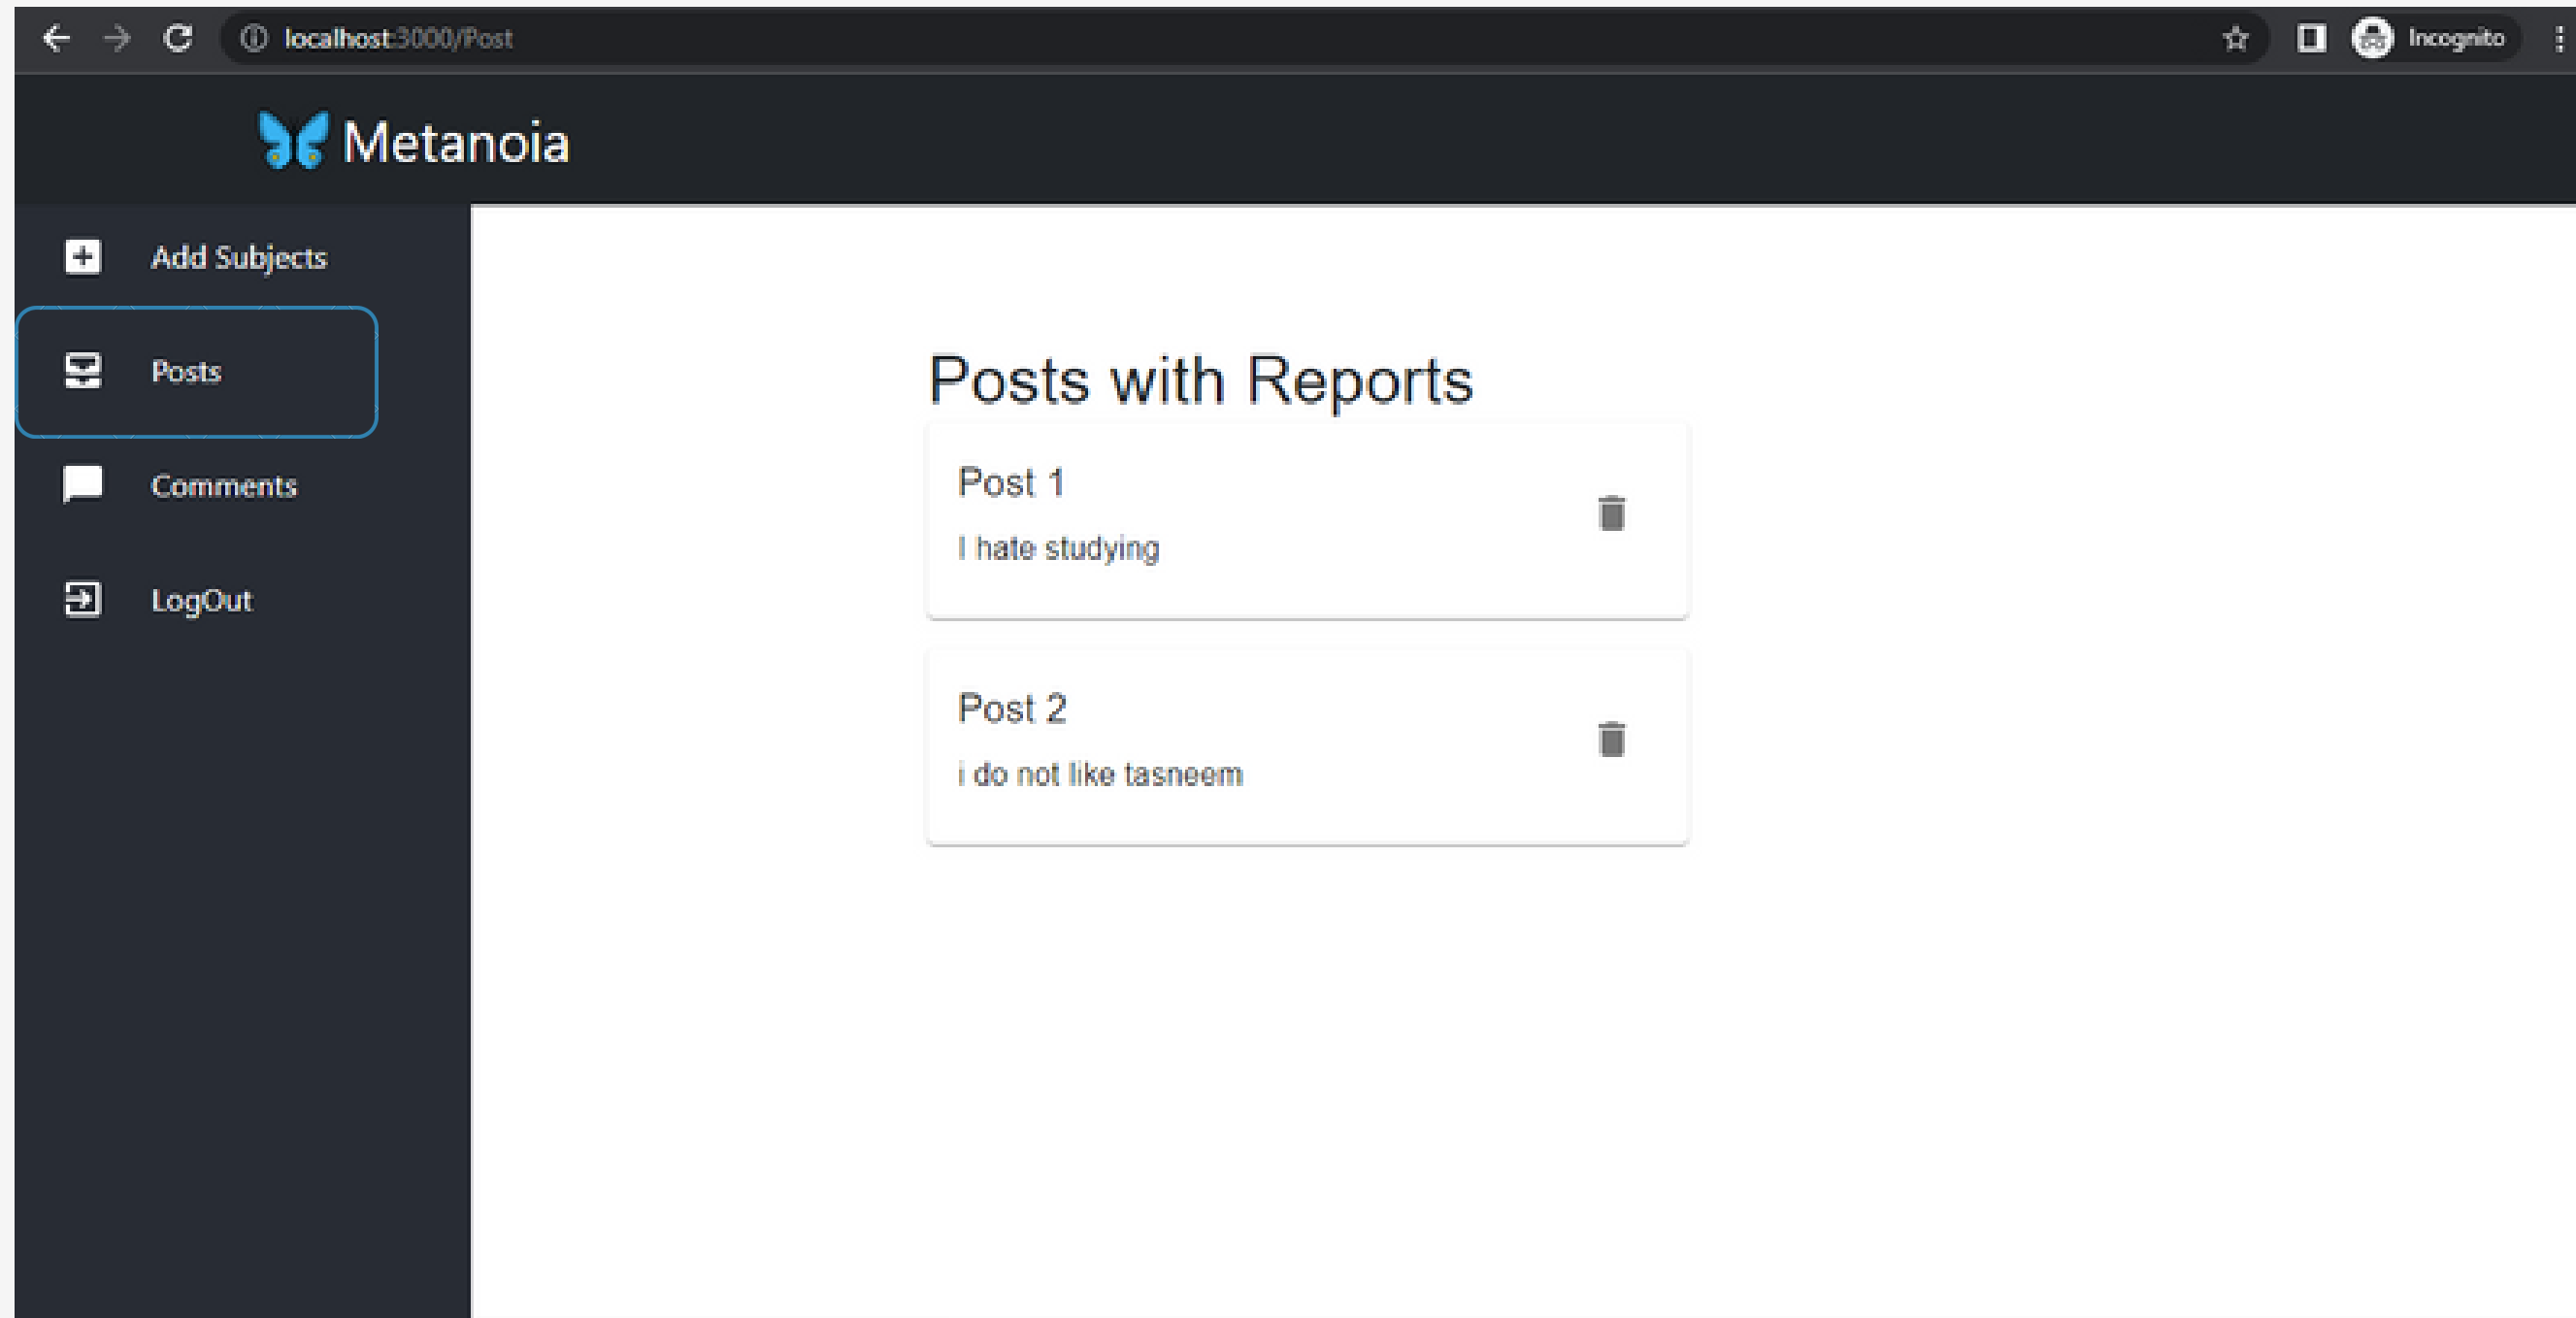 localhost:3000/Post
Incognito
Metanoia
Add Subjects
Posts
Comments
LogOut
Posts with Reports
Post 1
I hate studying
Post 2
i do not like tasneem